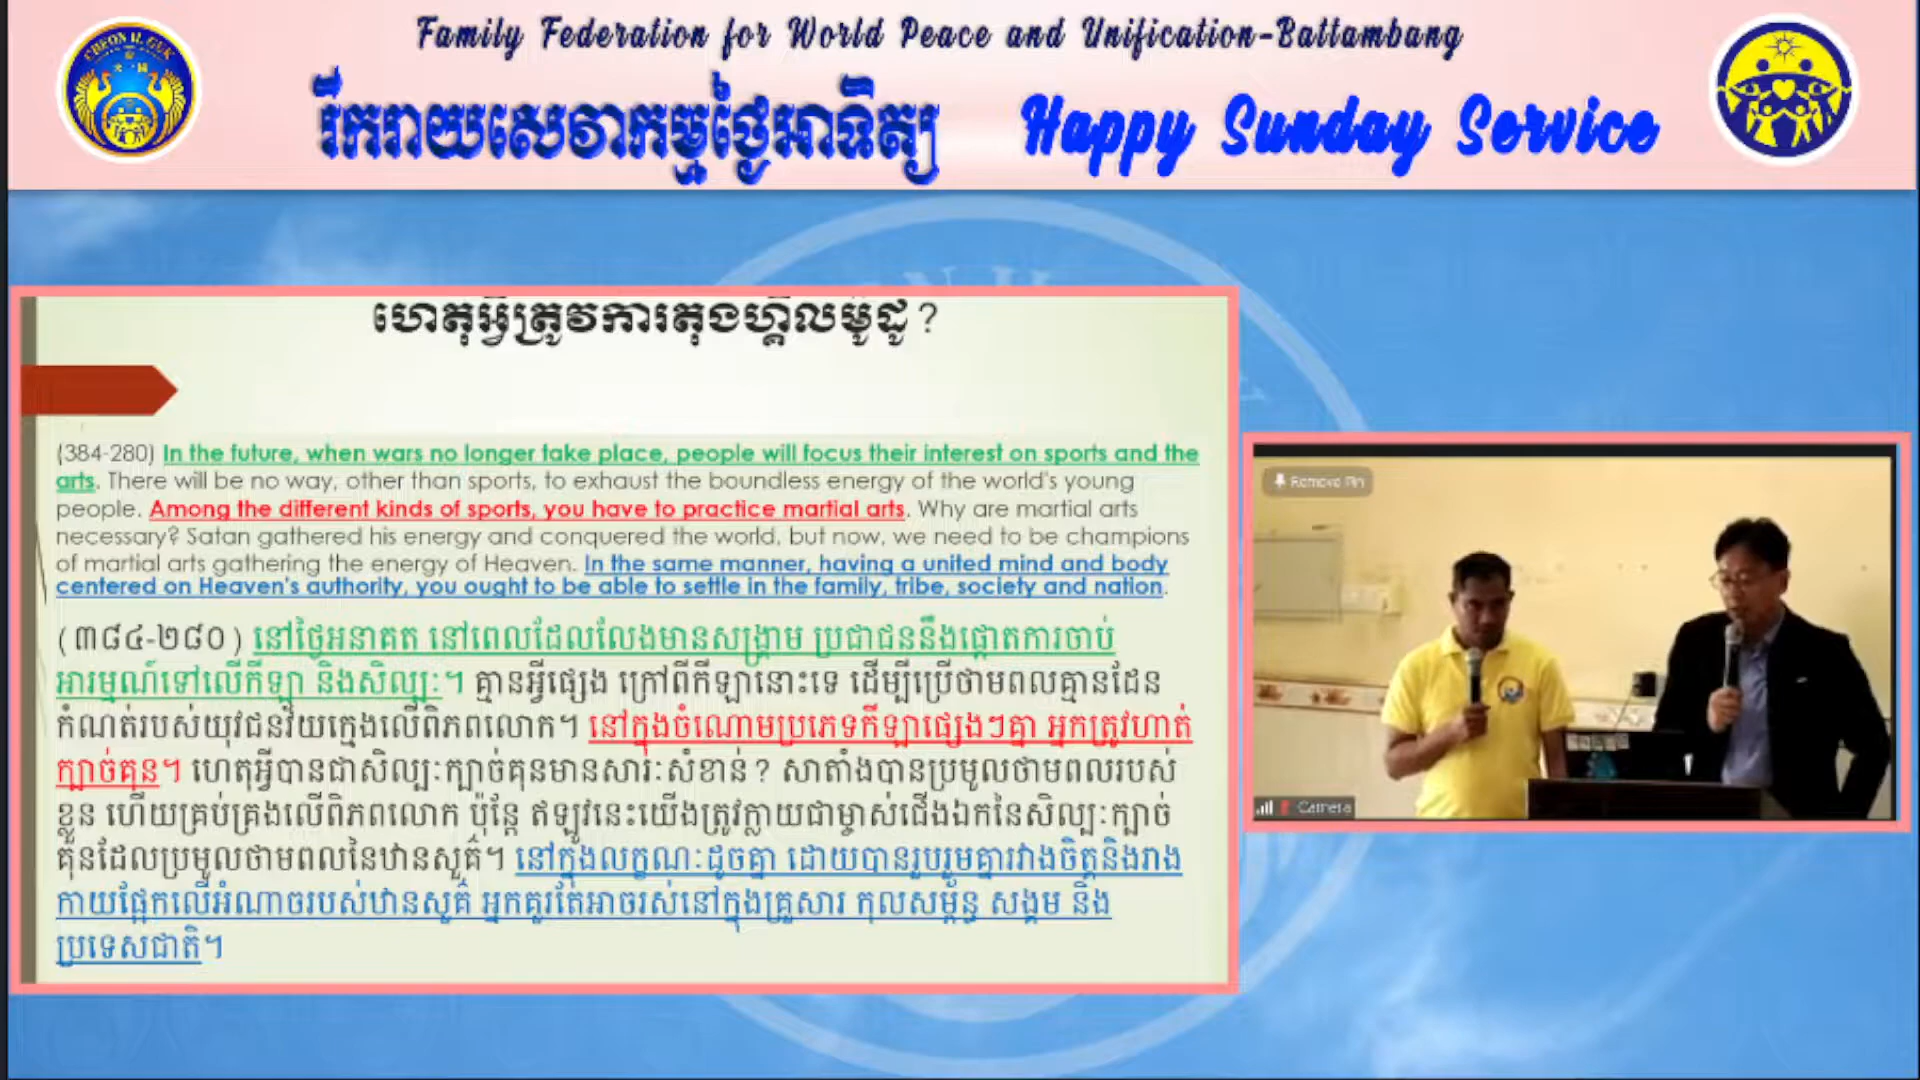 Family Federation for World Peace and Unification-Battambang
រីករាយសេវាកម្មថ្ងៃអាទិត្យ Happy Sunday Service
CHEON IL GUK
ហេតុអ្វីត្រូវការតុងហ្គឺលម៉ូដូ?
(384-280) In the future, when wars no longer take place, people will focus their interest on sports and the
arts. There will be no way, other than sports, to exhaust the boundless energy of the world's young
people. Among the different kinds of sports, you have to practice martial arts. Why are martial arts
necessary? Satan gathered his energy and conquered the world, but now, we need to be champions
of martial arts gathering the energy of Heaven. In the same manner, having a united mind and body
centered on Heaven's authority, you ought to be able to settle in the family, tribe, society and nation.
(៣៨៤-២៨០) នៅថ្ងៃអនាគត នៅពេលដែលលែងមានសង្គ្រាម ប្រជាជននឹងផ្តោតការចាប់
អារម្មណ៍ទៅលើកីឡា និងសិល្បៈ។ គ្មានអ្វីផ្សេង ក្រៅពីកីឡានោះទេ ដើម្បីប្រើថាមពលគ្មានដែន
កំណត់របស់យុវជនវ័យក្មេងលើពិភពលោក។ នៅក្នុងចំណោមប្រភេទកីឡាផ្សេងៗគ្នា អ្នកត្រូវហាត់
ក្បាច់គុន។ ហេតុអ្វីបានជាសិល្បៈក្បាច់គុនមានសារៈសំខាន់? សាតាំងបានប្រមូលថាមពលរបស់
ខ្លួន ហើយគ្រប់គ្រងលើពិភពលោក ប៉ុន្តែ ឥឡូវនេះយើងត្រូវក្លាយជាម្ចាស់ជើងឯកនៃសិល្បៈក្បាច់
គុនដែលប្រមូលថាមពលនៃឋានសួគ៌។ នៅក្នុងលក្ខណៈដូចគ្នា ដោយបានរួបរួមគ្នារវាងចិត្តនិងរាង
កាយផ្អែកលើអំណាចរបស់ឋានសួគ៌ អ្នកគួរតែអាចរស់នៅក្នុងគ្រួសារ កុលសម្ព័ន្ធ សង្គម និង
ប្រទេសជាតិ។
Remove Pin
Camera